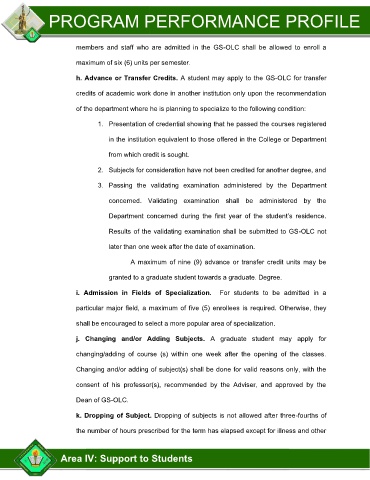 PROGRAM PERFORMANCE PROFILE
members and staff who are admitted in the GS-OLC shall be allowed to enroll a
maximum of six (6) units per semester.
h. Advance or Transfer Credits. A student may apply to the GS-OLC for transfer
credits of academic work done in another institution only upon the recommendation
of the department where he is planning to specialize to the following condition:
1. Presentation of credential showing that he passed the courses registered
in the institution equivalent to those offered in the College or Department
from which credit is sought.
2. Subjects for consideration have not been credited for another degree, and
3. Passing the validating examination administered by the Department
concerned. Validating examination shall be administered by the
Department concerned during the first year of the student's residence.
Results of the validating examination shall be submitted to GS-OLC not
later than one week after the date of examination.
A maximum of nine (9) advance or transfer credit units may be
granted to a graduate student towards a graduate. Degree.
i. Admission in Fields of Specialization. For students to be admitted in a
particular major field, a maximum of five (5) enrollees is required. Otherwise, they
shall be encouraged to select a more popular area of specialization.
j. Changing and/or Adding Subjects. A graduate student may apply for
changing/adding of course (s) within one week after the opening of the classes.
Changing and/or adding of subject(s) shall be done for valid reasons only, with the
consent of his professor(s), recommended by the Adviser, and approved by the
Dean of GS-OLC.
k. Dropping of Subject. Dropping of subjects is not allowed after three-fourths of
the number of hours prescribed for the term has elapsed except for illness and other
Area IV: Support to Students